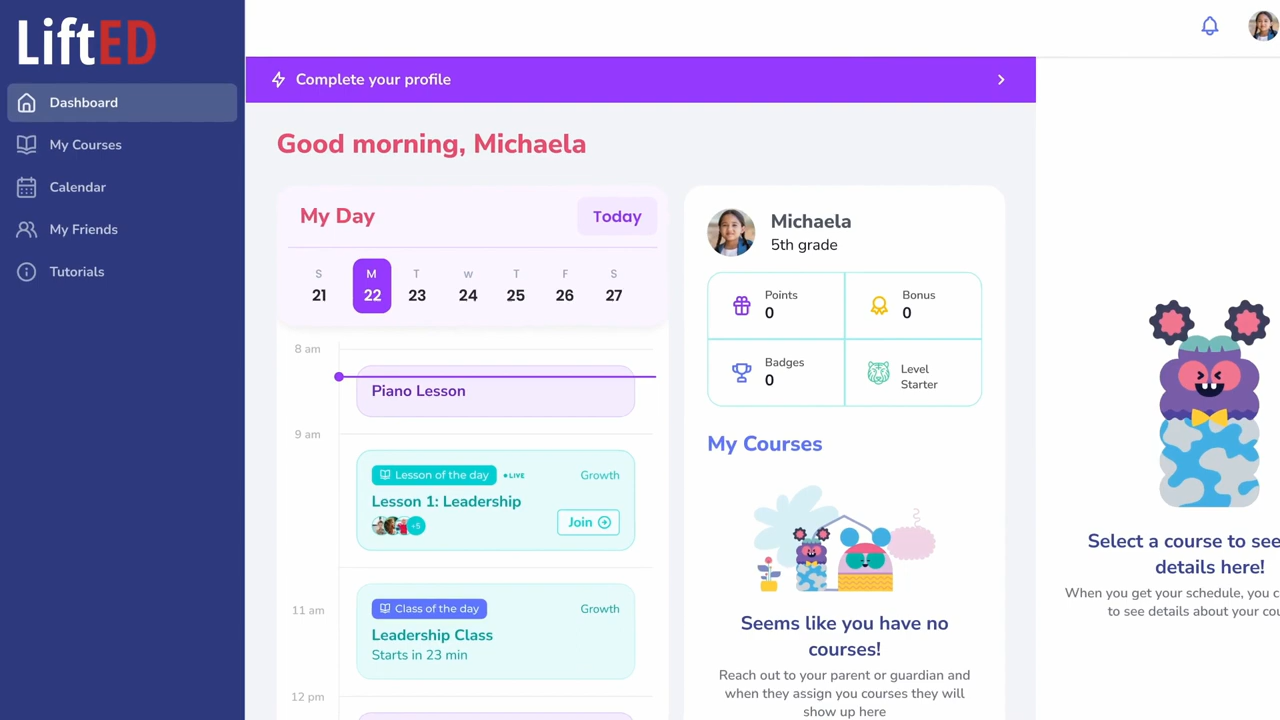 LiftED
Dashboard
My Courses
Calendar
My Friends
Tutorials
Complete your profile
Good morning, Michaela
My Day
Today
S M T w T F S
21 22 23 24 25 26 27
8 am
Piano Lesson
9 am
Lesson of the day
LIVE
Growth
Lesson 1: Leadership
+5
Join
Class of the day
Growth
11 am
Leadership Class
Starts in 23 min
12 pm
Michaela
5th grade
Points
0
Bonus
0
Badges
0
Level
Starter
My Courses
Seems like you have no
courses!
Reach out to your parent or guardian and
when they assign you courses they will
show up here
Select a course to see
details here!
When you get your schedule, you c
to see details about your cou